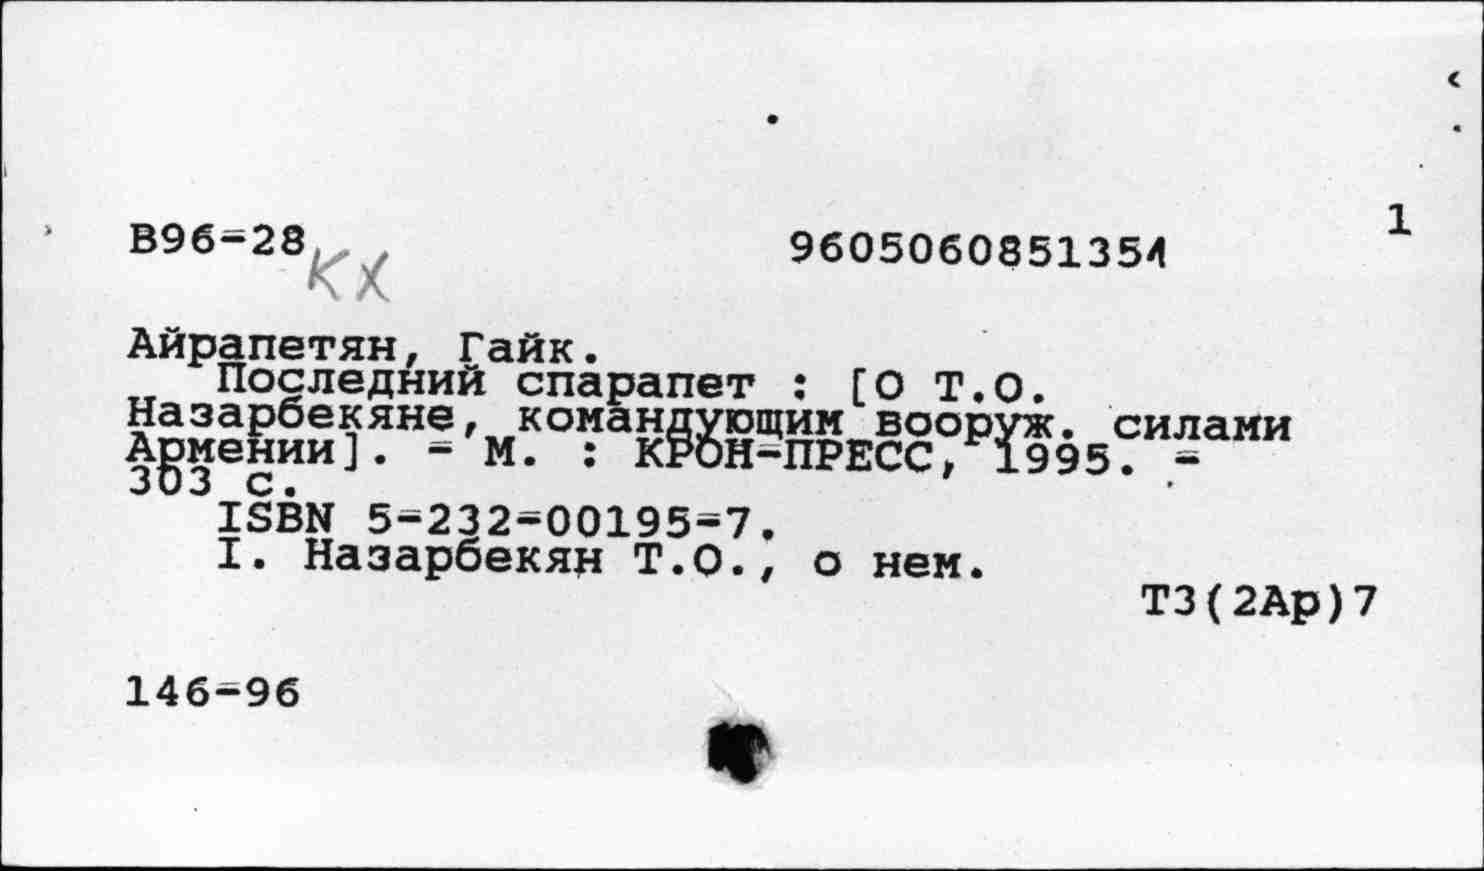 В96-28 КХ 9605060851354 1
Айрапетян, Гайк.
Последний спарапет : [О Т.О.
Назарбекяне, командующим вооруж. силами
Армении]. - М. : КРОН-ПРЕСС, 1995. -
303 с.
ISBN 5-232-00195-7.
I. Назарбекян Т.О., о нем.
Т3(2Ар)7
146-96